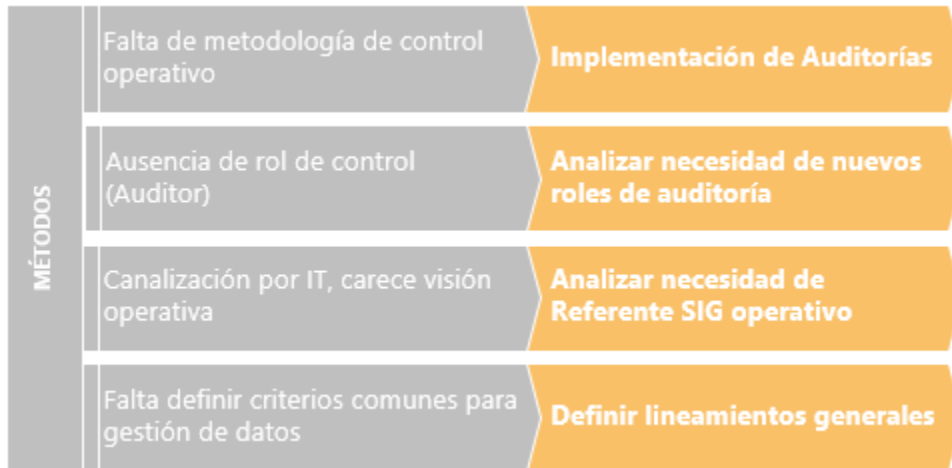 MÉTODOS
Falta de metodología de control
operativo
Implementación de Auditorías
Ausencia de rol de control
(Auditor)
Analizar necesidad de nuevos
roles de auditoría
Canalización por IT, carece visión
operativa
Analizar necesidad de
Referente SIG operativo
Falta definir criterios comunes para
gestión de datos
Definir lineamientos generales